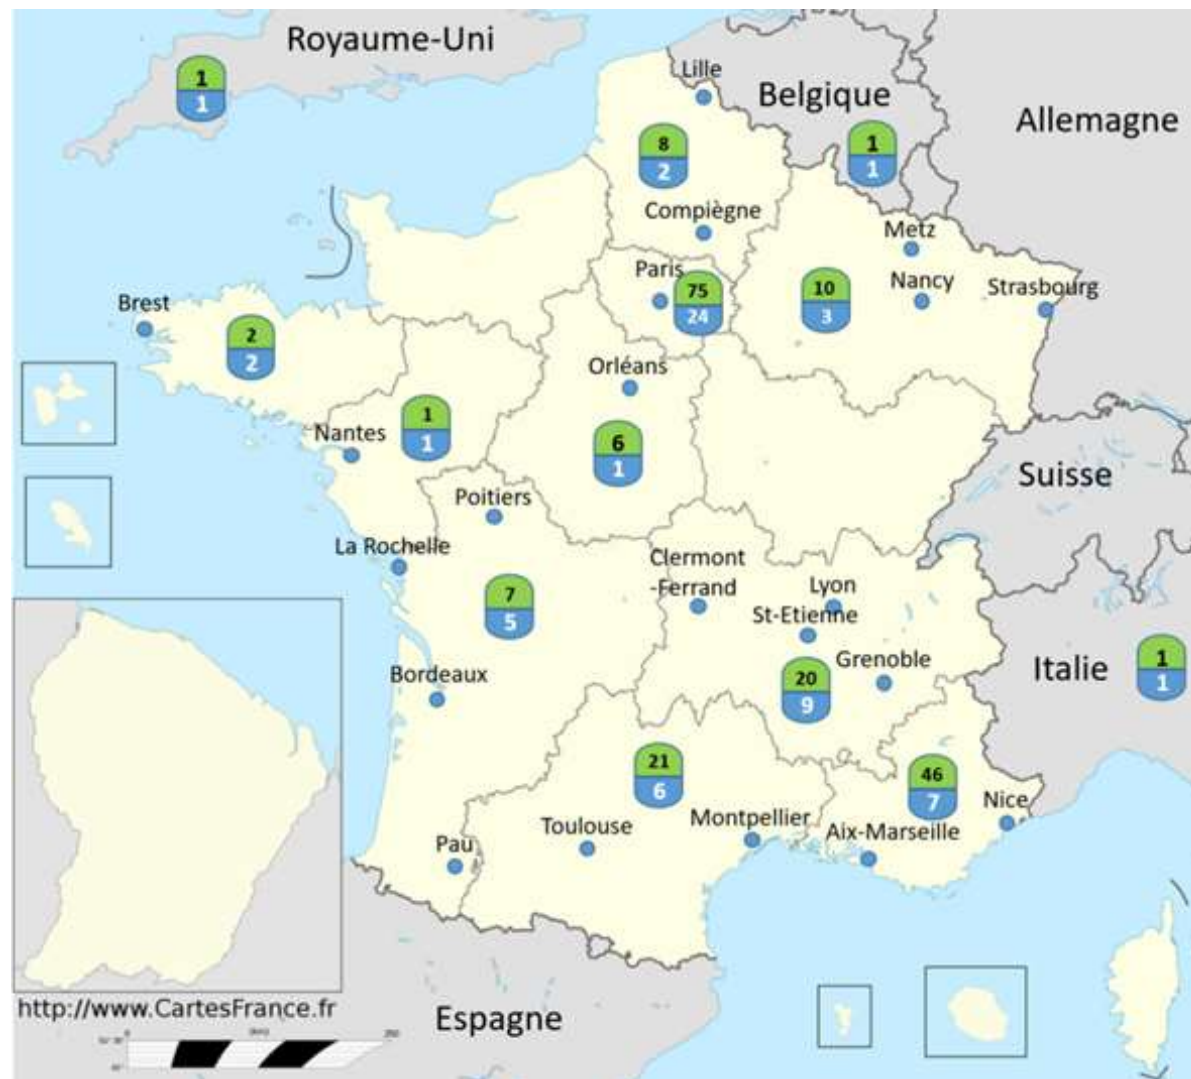 Royaume-Uni
1
1
Lille
Belgique
Allemagne
8
2
1
1
Compiègne
Metz
Paris
75
24
10
3
Nancy
Strasbourg
Brest
2
2
Orléans
1
1
Nantes
6
1
Suisse
Poitiers
La Rochelle
Clermont
-Ferrand
Lyon
St-Etienne
7
5
Grenoble
Bordeaux
20
9
Italie
1
1
21
6
46
7
Nice
Montpellier
Toulouse
Aix-Marseille
Pau
http://www.CartesFrance.fr
Espagne
0
250